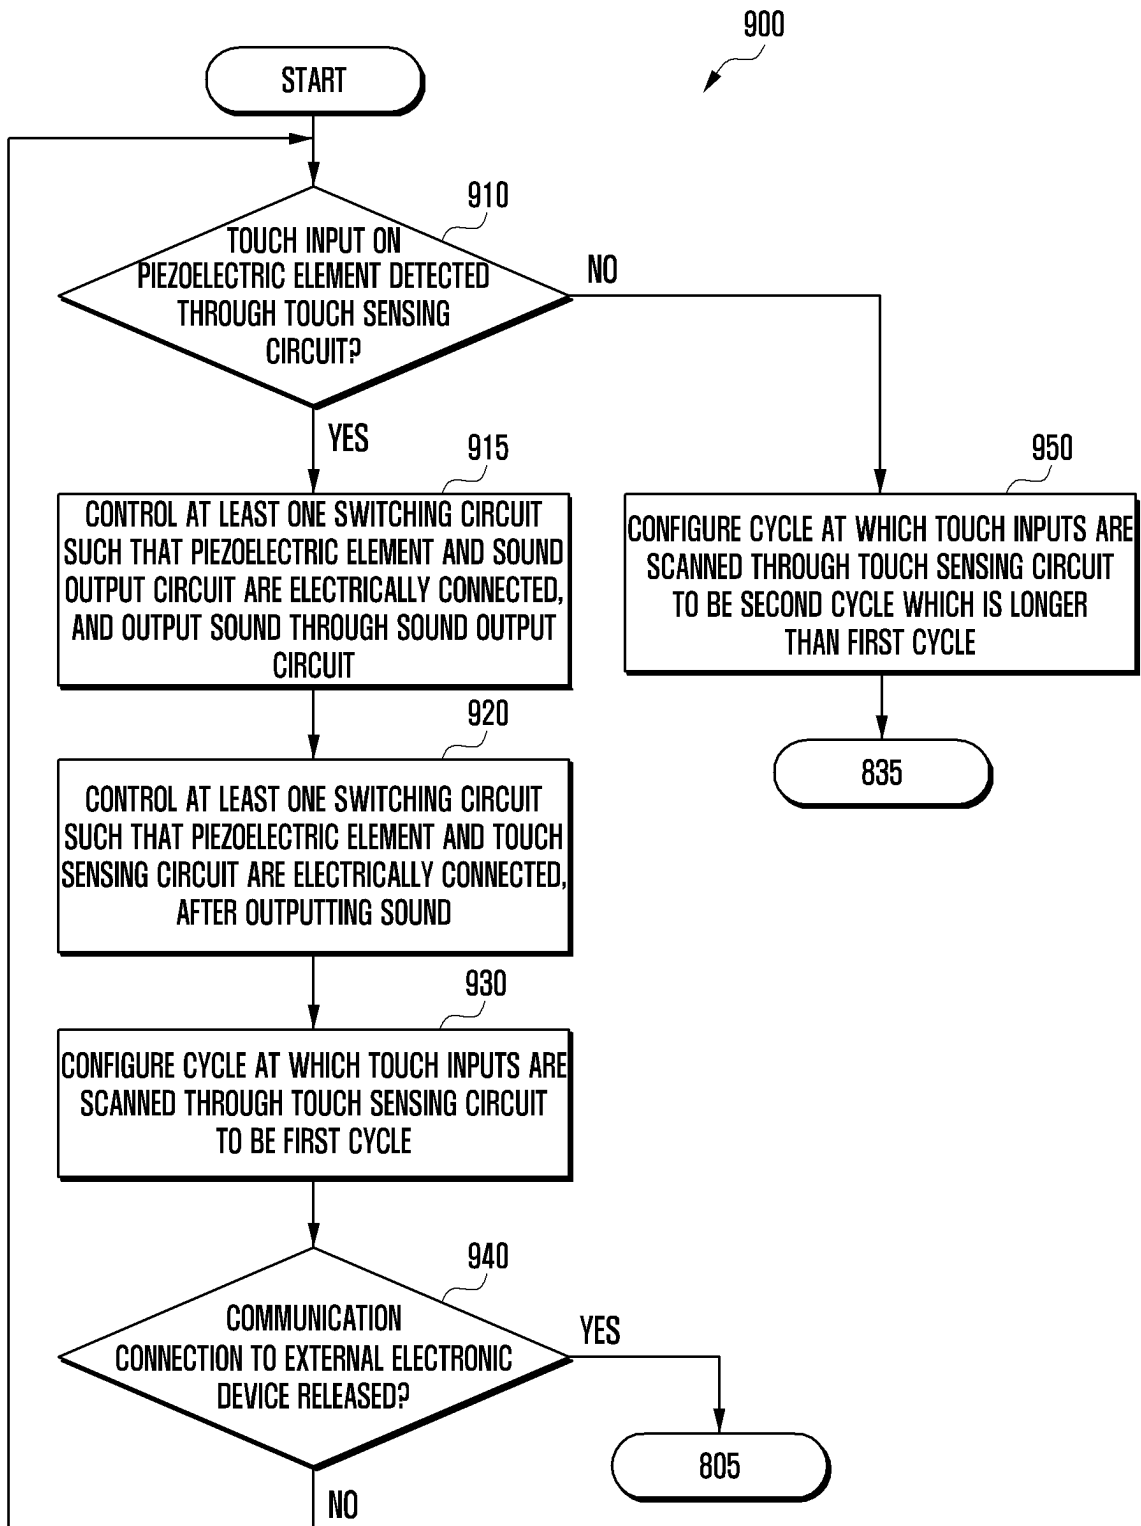 900
START
910
TOUCH INPUT ON
PIEZOELECTRIC ELEMENT DETECTED
THROUGH TOUCH SENSING
CIRCUIT?
NO
YES
915
CONTROL AT LEAST ONE SWITCHING CIRCUIT
SUCH THAT PIEZOELECTRIC ELEMENT AND SOUND
OUTPUT CIRCUIT ARE ELECTRICALLY CONNECTED,
AND OUTPUT SOUND THROUGH SOUND OUTPUT
CIRCUIT
950
CONFIGURE CYCLE AT WHICH TOUCH INPUTS ARE
SCANNED THROUGH TOUCH SENSING CIRCUIT
TO BE SECOND CYCLE WHICH IS LONGER
THAN FIRST CYCLE
835
920
CONTROL AT LEAST ONE SWITCHING CIRCUIT
SUCH THAT PIEZOELECTRIC ELEMENT AND TOUCH
SENSING CIRCUIT ARE ELECTRICALLY CONNECTED,
AFTER OUTPUTTING SOUND
930
CONFIGURE CYCLE AT WHICH TOUCH INPUTS ARE
SCANNED THROUGH TOUCH SENSING CIRCUIT
TO BE FIRST CYCLE
940
COMMUNICATION
CONNECTION TO EXTERNAL ELECTRONIC
DEVICE RELEASED?
YES
805
NO